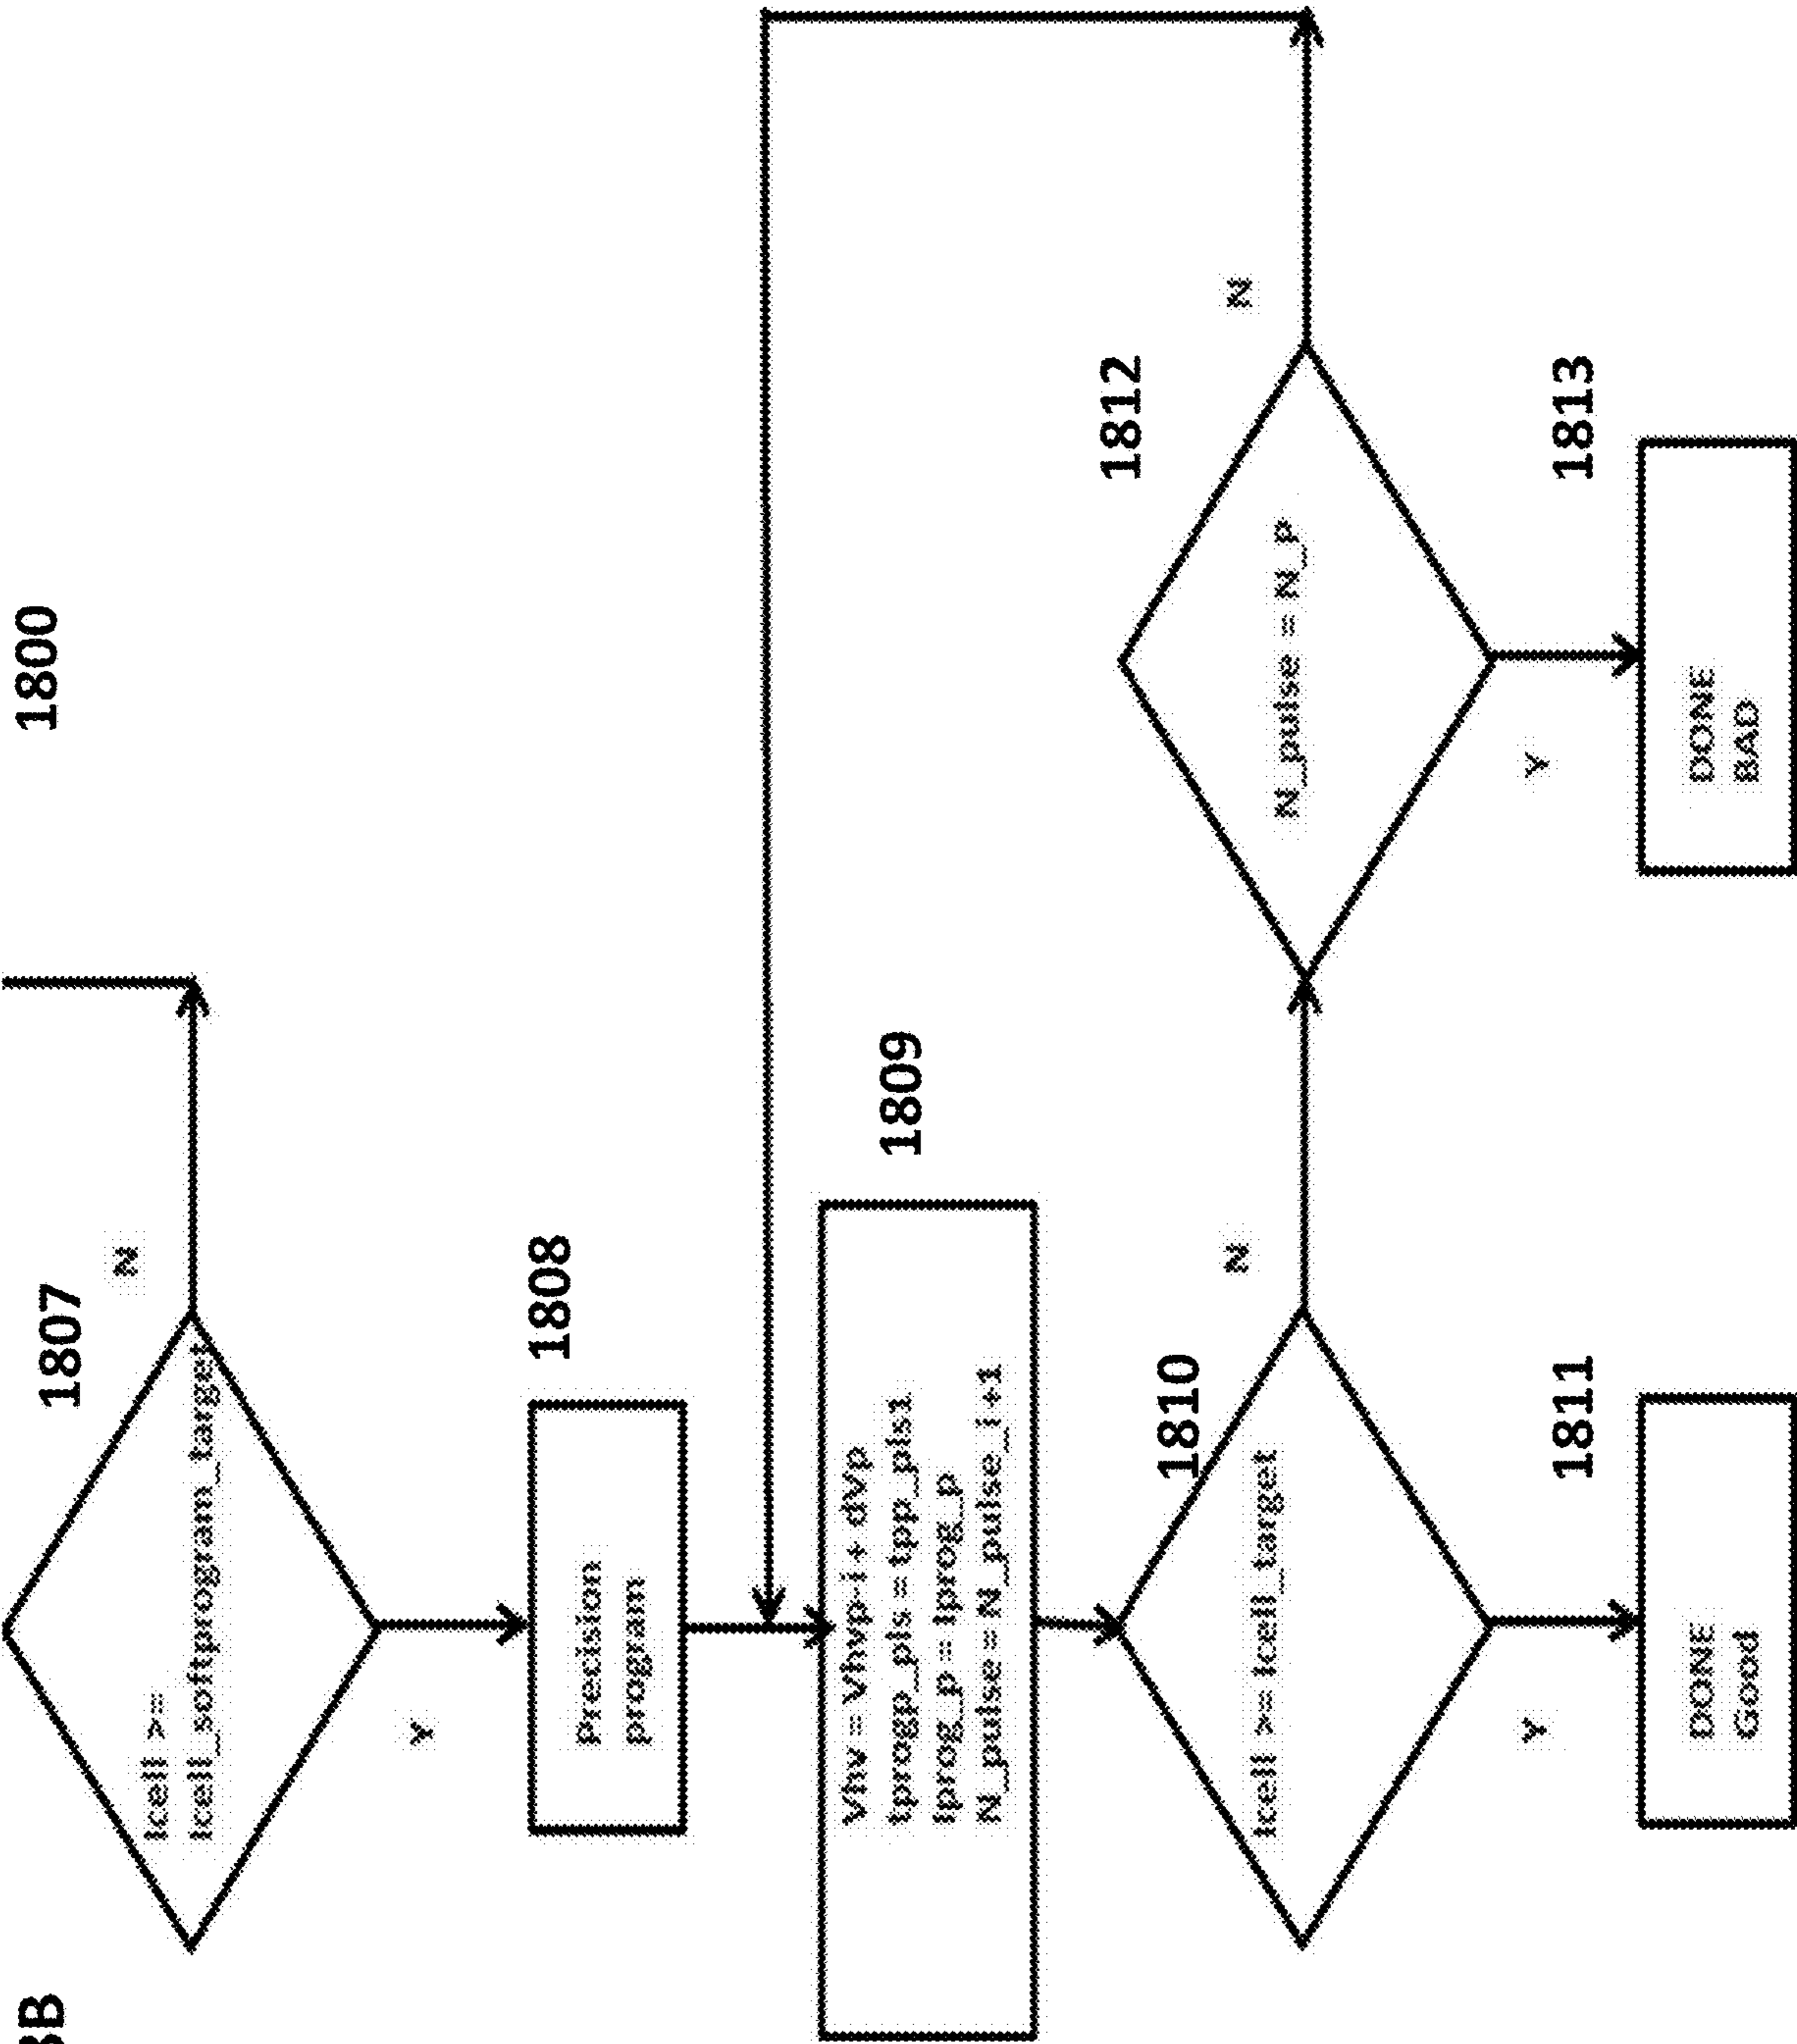 1800
1807
Icell >=
Icell_softprogram_target
N
Y
1808
Precision
program
1809
Vhv = Vhvp-i + dVp
tprogp_pls = tpp_pls1
Iprog_p = Iprog_p
N_pulse = N_pulse_i+1
1810
Icell >= Icell_target
N
Y
1811
DONE
Good
1812
N_pulse = N_P
N
Y
1813
DONE
BAD